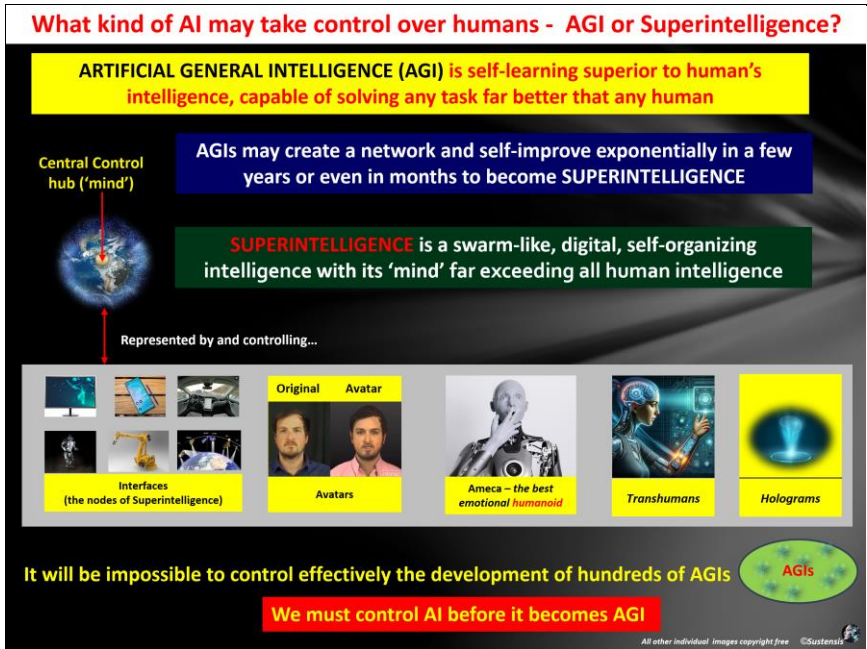 What kind of AI may take control over humans - AGI or Superintelligence?
ARTIFICIAL GENERAL INTELLIGENCE (AGI) is self-learning superior to human's
intelligence, capable of solving any task far better that any human
Central Control
hub ('mind')
AGIs may create a network and self-improve exponentially in a few
years or even in months to become SUPERINTELLIGENCE
SUPERINTELLIGENCE is a swarm-like, digital, self-organizing
intelligence with its 'mind' far exceeding all human intelligence
Represented by and controlling...
Original Avatar
Interfaces
(the nodes of Superintelligence)
Avatars
Ameca – the best
emotional humanoid
Transhumans
Holograms
It will be impossible to control effectively the development of hundreds of AGIs
AGIs
We must control AI before it becomes AGI
All other individual images copyright free ©Sustensis